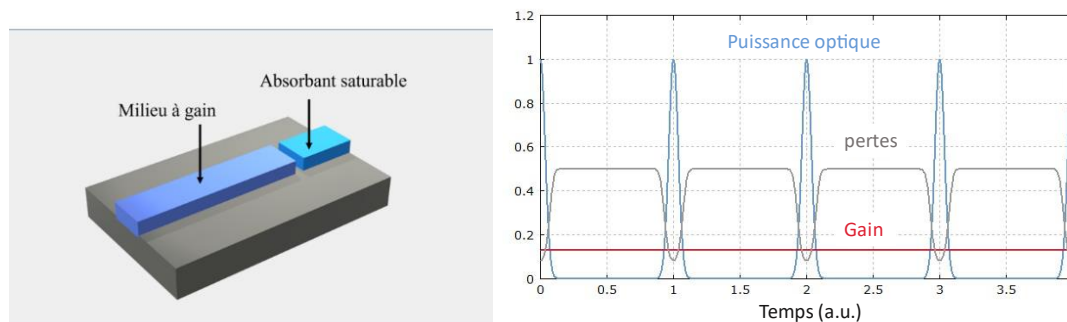 Absorbant saturable
Milieu à gain
1.2
Puissance optique
1
0.8
pertes
0.6
0.4
Gain
0.2
0
0 0.5 1 1.5 2 2.5 3 3.5
Temps (a.u.)